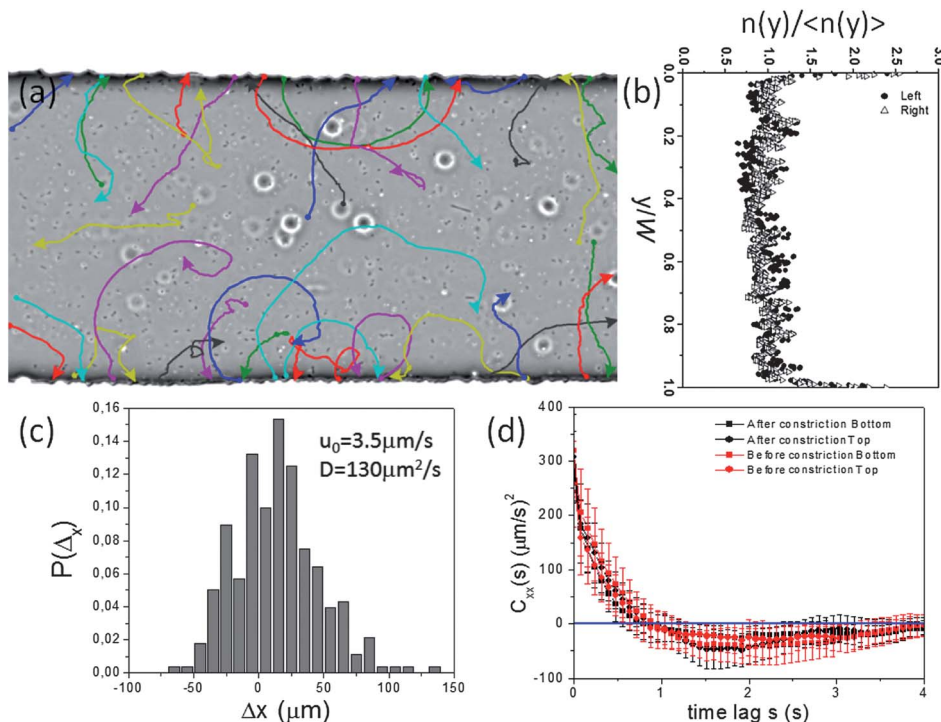 (a)
n(y)/<n(y)>
0.0 0.5 1.0 1.5 2.0 2.5 3.0
(b)
Left
Right
0.0
0.2
0.4
0.6
0.8
1.0
y/W
(c)
u₀=3.5μm/s
D=130μm²/s
0,16
0,14
0,12
0,10
0,08
0,06
0,04
0,02
0,00
P(Δₓ)
-100 -50 0 50 100 150
Δx (μm)
(d)
After constriction Bottom
After constriction Top
Before constriction Bottom
Before constriction Top
400
300
200
100
0
-100
Cₓₓ(s) (μm/s)²
0 1 2 3 4
time lag s (s)